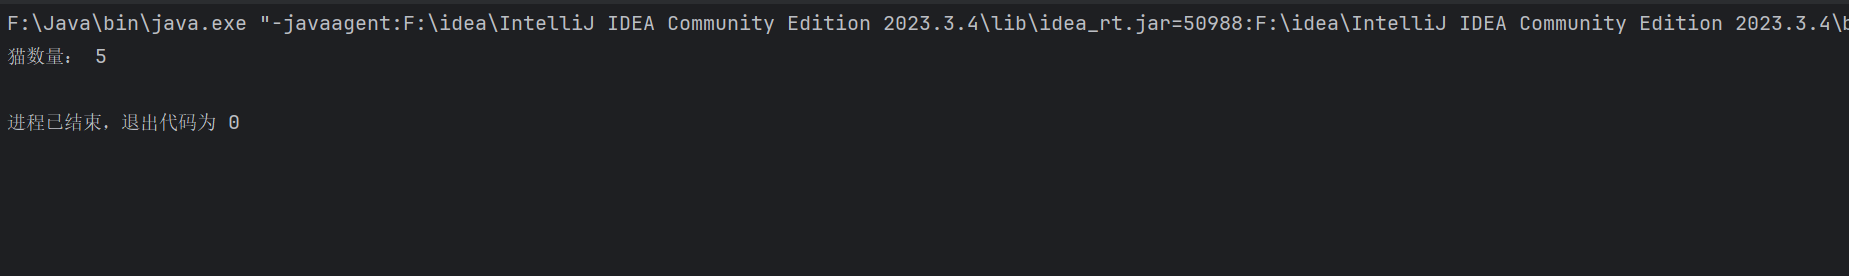 F:\Java\bin\java.exe "-javaagent:F:\idea\IntelliJ IDEA Community Edition 2023.3.4\lib\idea_rt.jar=50988:F:\idea\IntelliJ IDEA Community Edition 2023.3.4\b
猫数量： 5
进程已结束，退出代码为 0